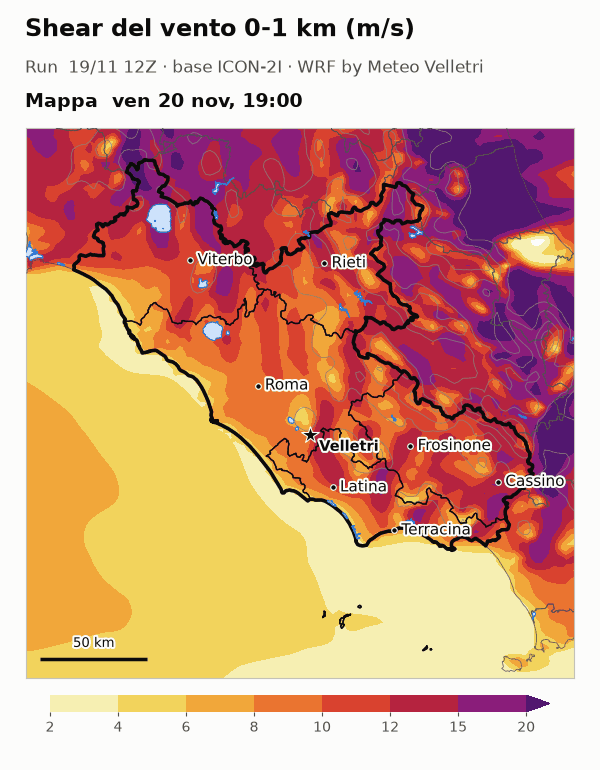 Shear del vento 0-1 km (m/s)
Run  19/11 12Z · base ICON-2I · WRF by Meteo Velletri
Mappa  ven 20 nov, 19:00
Viterbo
Rieti
Roma
Velletri
Frosinone
Cassino
Latina
Terracina
50 km
2 4 6 8 10 12 15 20